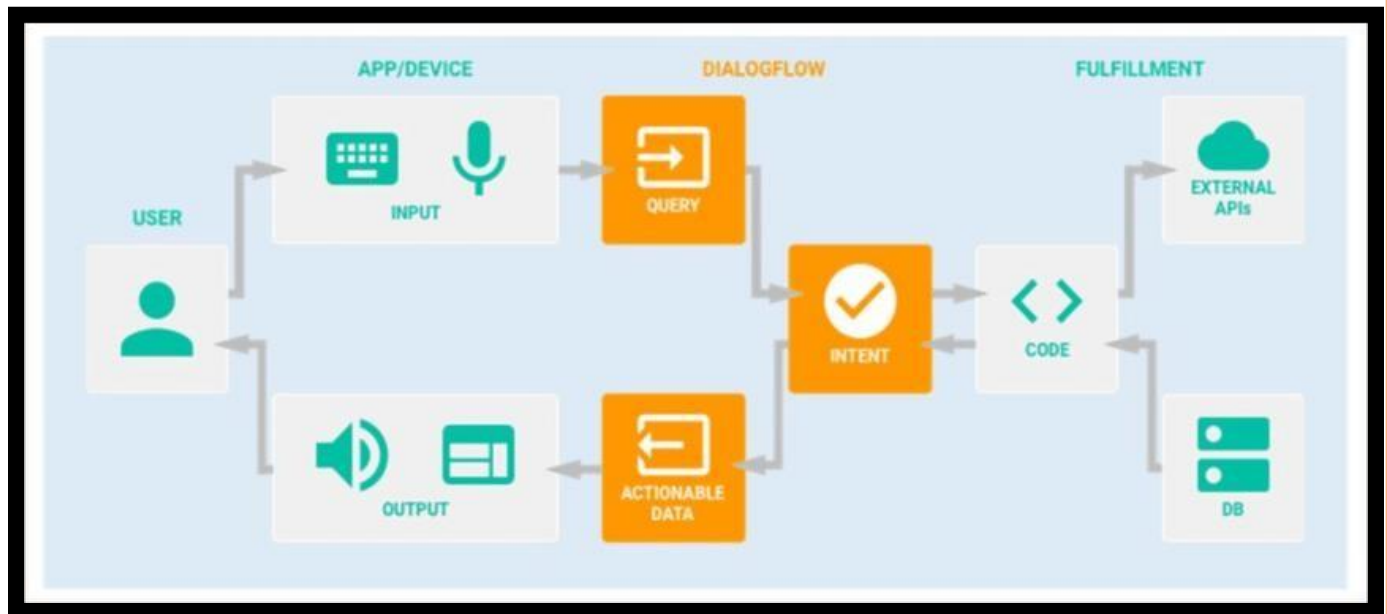 APP/DEVICE
DIALOGFLOW
FULFILLMENT
INPUT
QUERY
EXTERNAL
APIs
USER
INTENT
CODE
OUTPUT
ACTIONABLE
DATA
DB